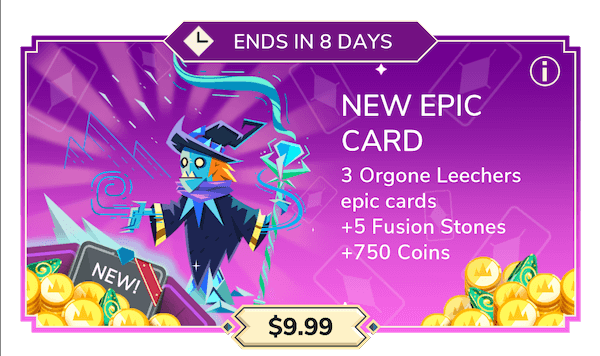 ENDS IN 8 DAYS
NEW EPIC
CARD
3 Orgone Leechers
epic cards
+5 Fusion Stones
+750 Coins
NEW!
$9.99